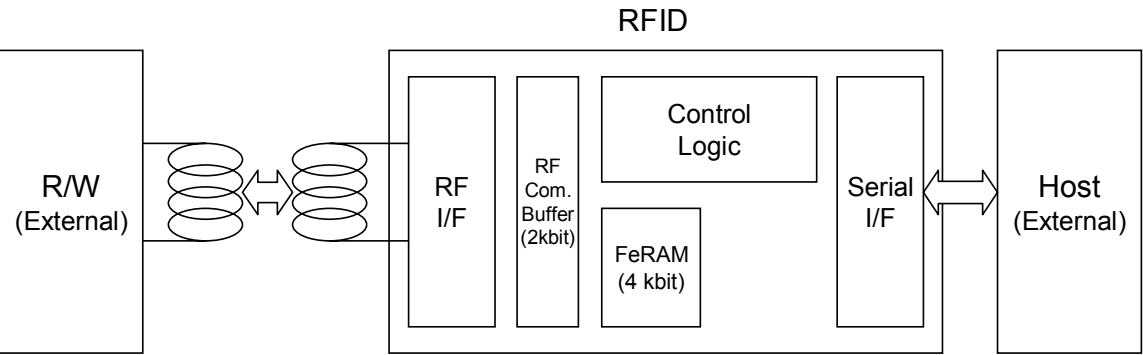 RFID
R/W
(External)
RF
I/F
RF
Com.
Buffer
(2kbit)
Control
Logic
FeRAM
(4 kbit)
Serial
I/F
Host
(External)